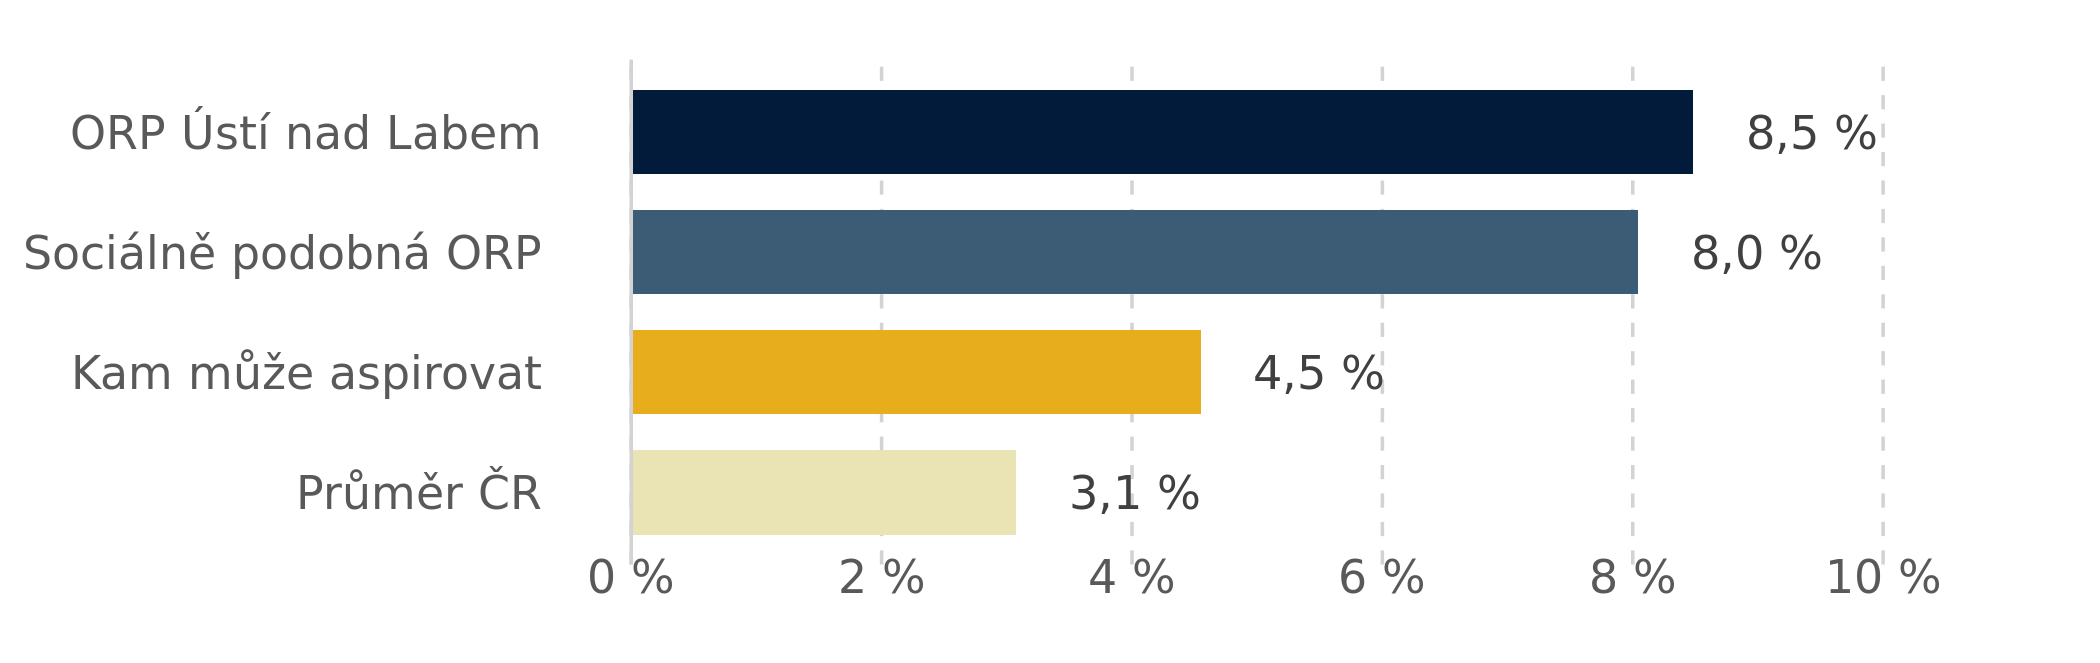 ORP Ústí nad Labem 8,5 %
Sociálně podobná ORP 8,0 %
Kam může aspirovat 4,5 %
Průměr ČR 3,1 %
0 % 2 % 4 % 6 % 8 % 10 %